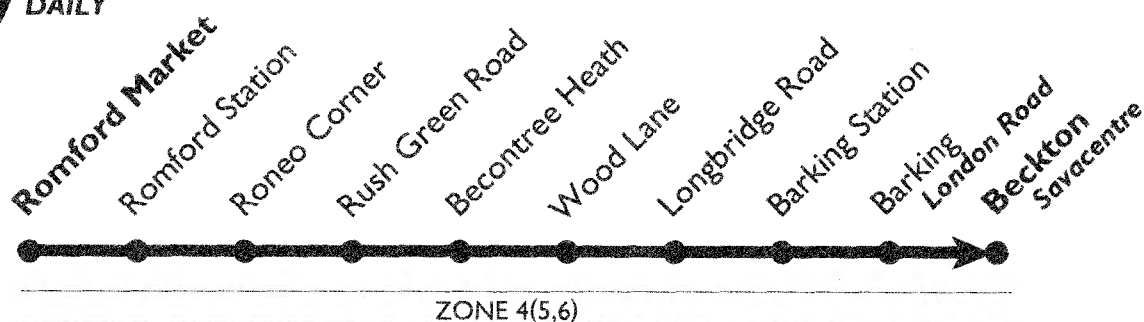 DAILY
Romford Market
Romford Station
Roneo Corner
Rush Green Road
Becontree Heath
Wood Lane
Longbridge Road
Barking Station
Barking
London Road
Beckton
Savacentre
ZONE 4(5,6)